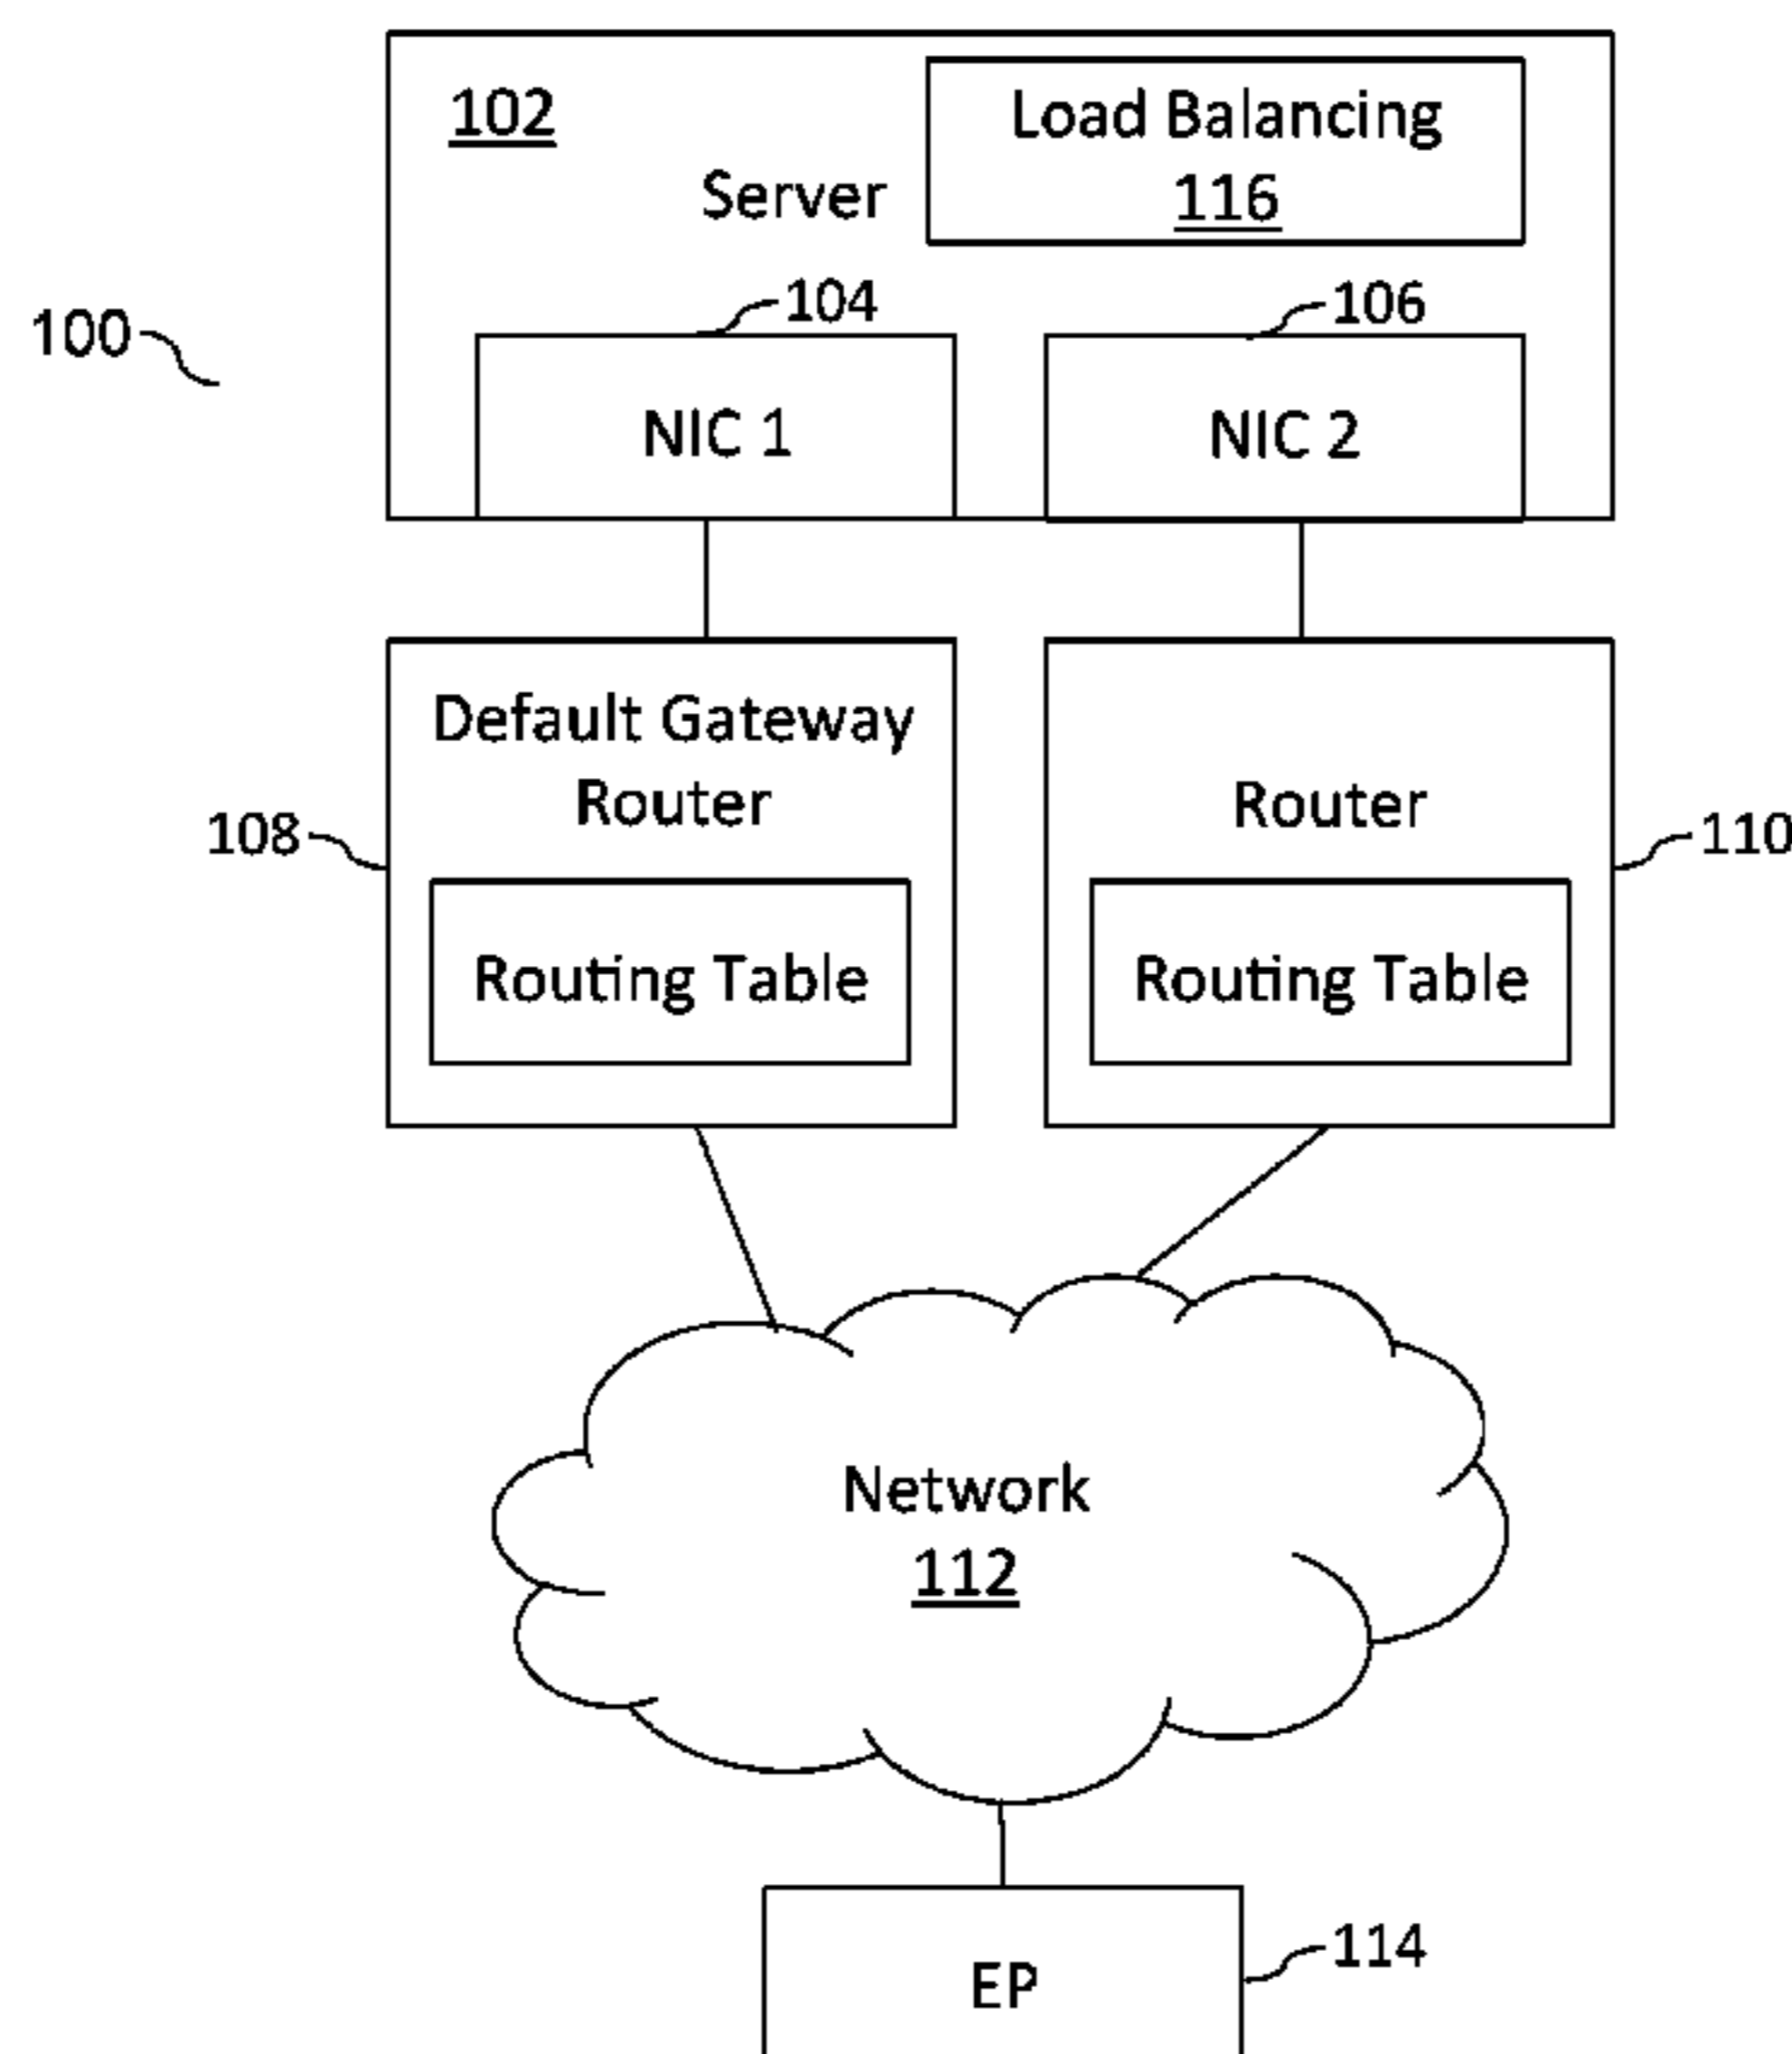 102
Load Balancing
116
Server
104
106
100
NIC 1
NIC 2
Default Gateway
Router
Router
108
110
Routing Table
Routing Table
Network
112
114
EP